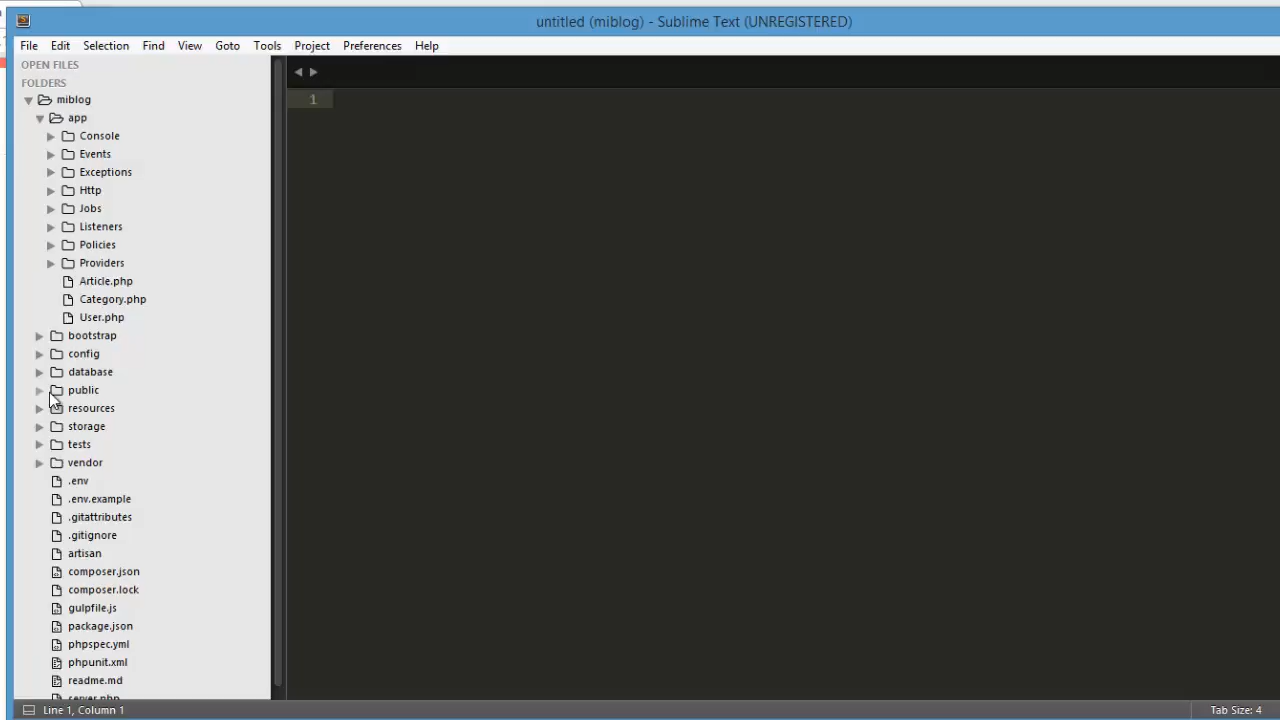 untitled (miblog) - Sublime Text (UNREGISTERED)
File Edit Selection Find View Goto Tools Project Preferences Help
OPEN FILES
FOLDERS
miblog
1
app
Console
Events
Exceptions
Http
Jobs
Listeners
Policies
Providers
Article.php
Category.php
User.php
bootstrap
config
database
public
resources
storage
tests
vendor
.env
.env.example
.gitattributes
.gitignore
artisan
composer.json
composer.lock
gulpfile.js
package.json
phpspec.yml
phpunit.xml
readme.md
server.php
Line 1, Column 1
Tab Size: 4